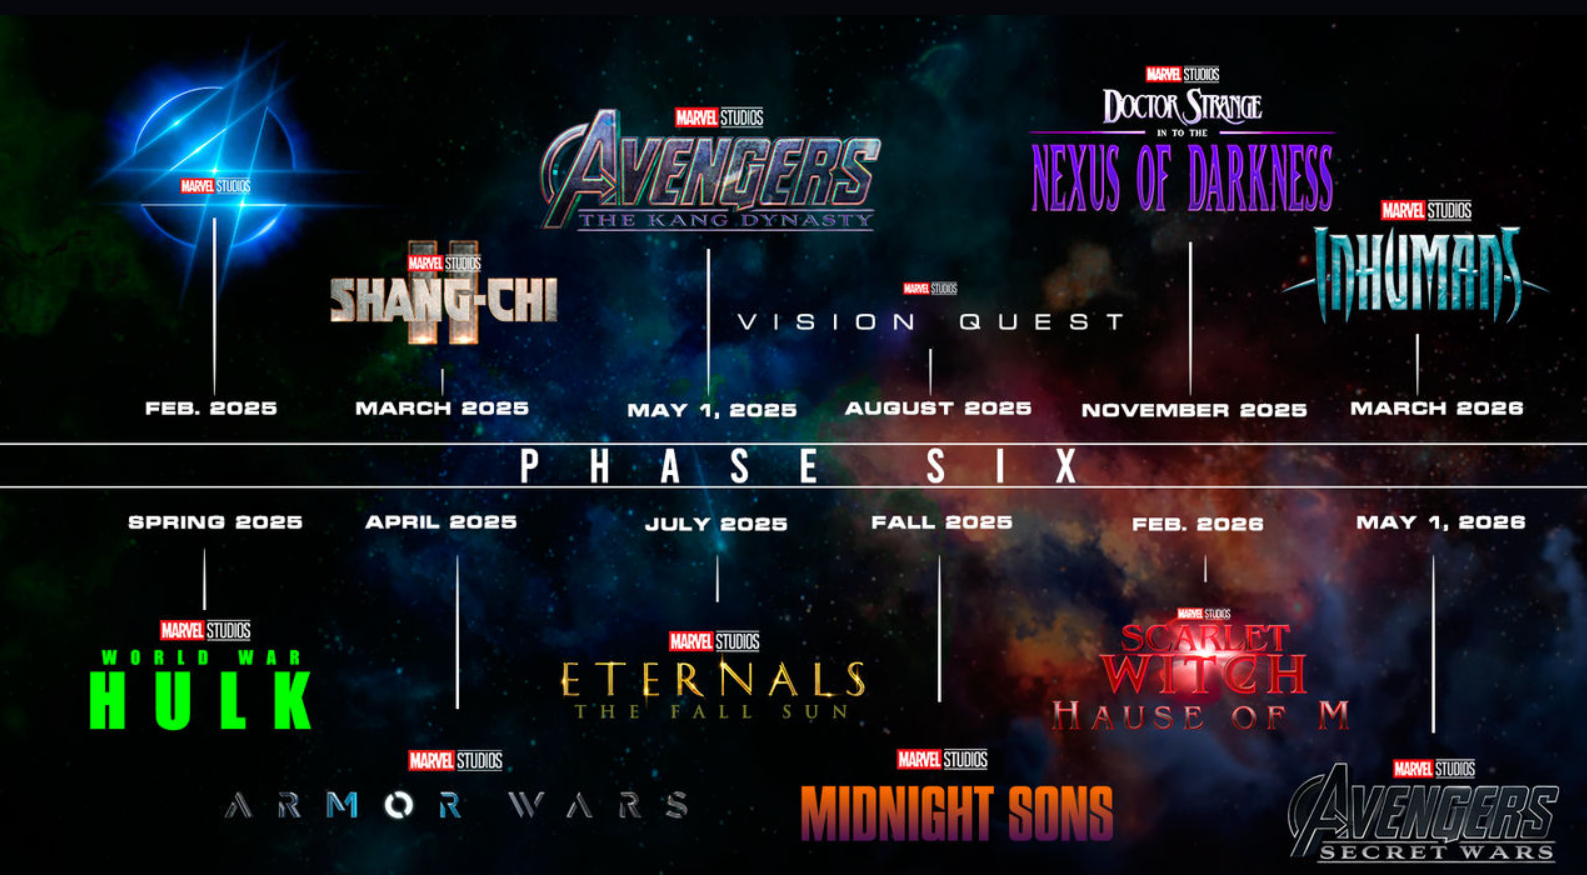 MARVEL STUDIOS
MARVEL STUDIOS
SHANG-CHI
MARVEL STUDIOS
AVENGERS
THE KANG DYNASTY
MARVEL STUDIOS
VISION QUEST
MARVEL STUDIOS
DOCTOR STRANGE
IN TO THE
NEXUS OF DARKNESS
MARVEL STUDIOS
INHUMANS
FEB. 2025
MARCH 2025
MAY 1, 2025
AUGUST 2025
NOVEMBER 2025
MARCH 2026
PHASE SIX
SPRING 2025
APRIL 2025
JULY 2025
FALL 2025
FEB. 2026
MAY 1, 2026
MARVEL STUDIOS
WORLD WAR
HULK
MARVEL STUDIOS
ARMOR WARS
MARVEL STUDIOS
ETERNALS
THE FALL SUN
MARVEL STUDIOS
MIDNIGHT SONS
MARVEL STUDIOS
SCARLET
WITCH
HAUSE OF M
MARVEL STUDIOS
AVENGERS
SECRET WARS